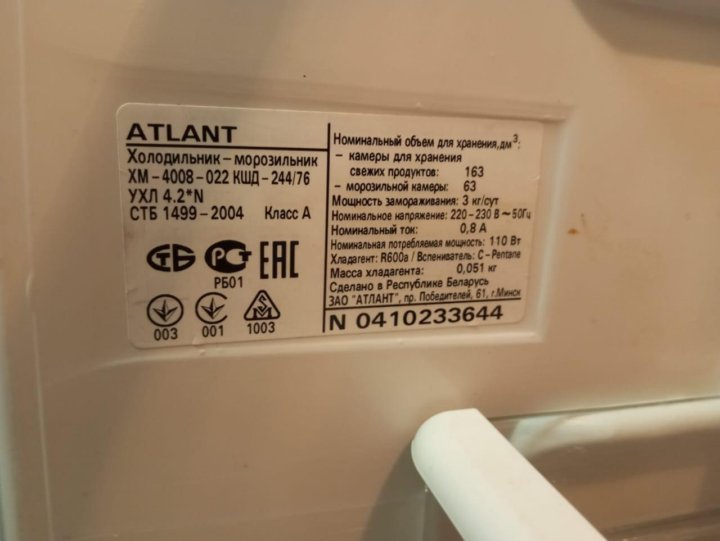 ATLANT
Холодильник – морозильник
ХМ – 4008 – 022 КШД – 244/76
УХЛ 4.2*N
СТБ 1499 – 2004 Класс А
СТБ
РСТ
EAC
РБ01
003
001
1003
Номинальный объем для хранения,дм³:
– камеры для хранения
свежих продуктов: 163
– морозильной камеры: 63
Мощность замораживания: 3 кг/сут
Номинальное напряжение: 220 – 230 В ~ 50Гц
Номинальный ток: 0,8 А
Номинальная потребляемая мощность: 110 Вт
Хладагент: R600a / Вспениватель: C – Pentane
Масса хладагента: 0,051 кг
Сделано в Республике Беларусь
ЗАО "АТЛАНТ", пр. Победителей, 61, г.Минск
N 0410233644